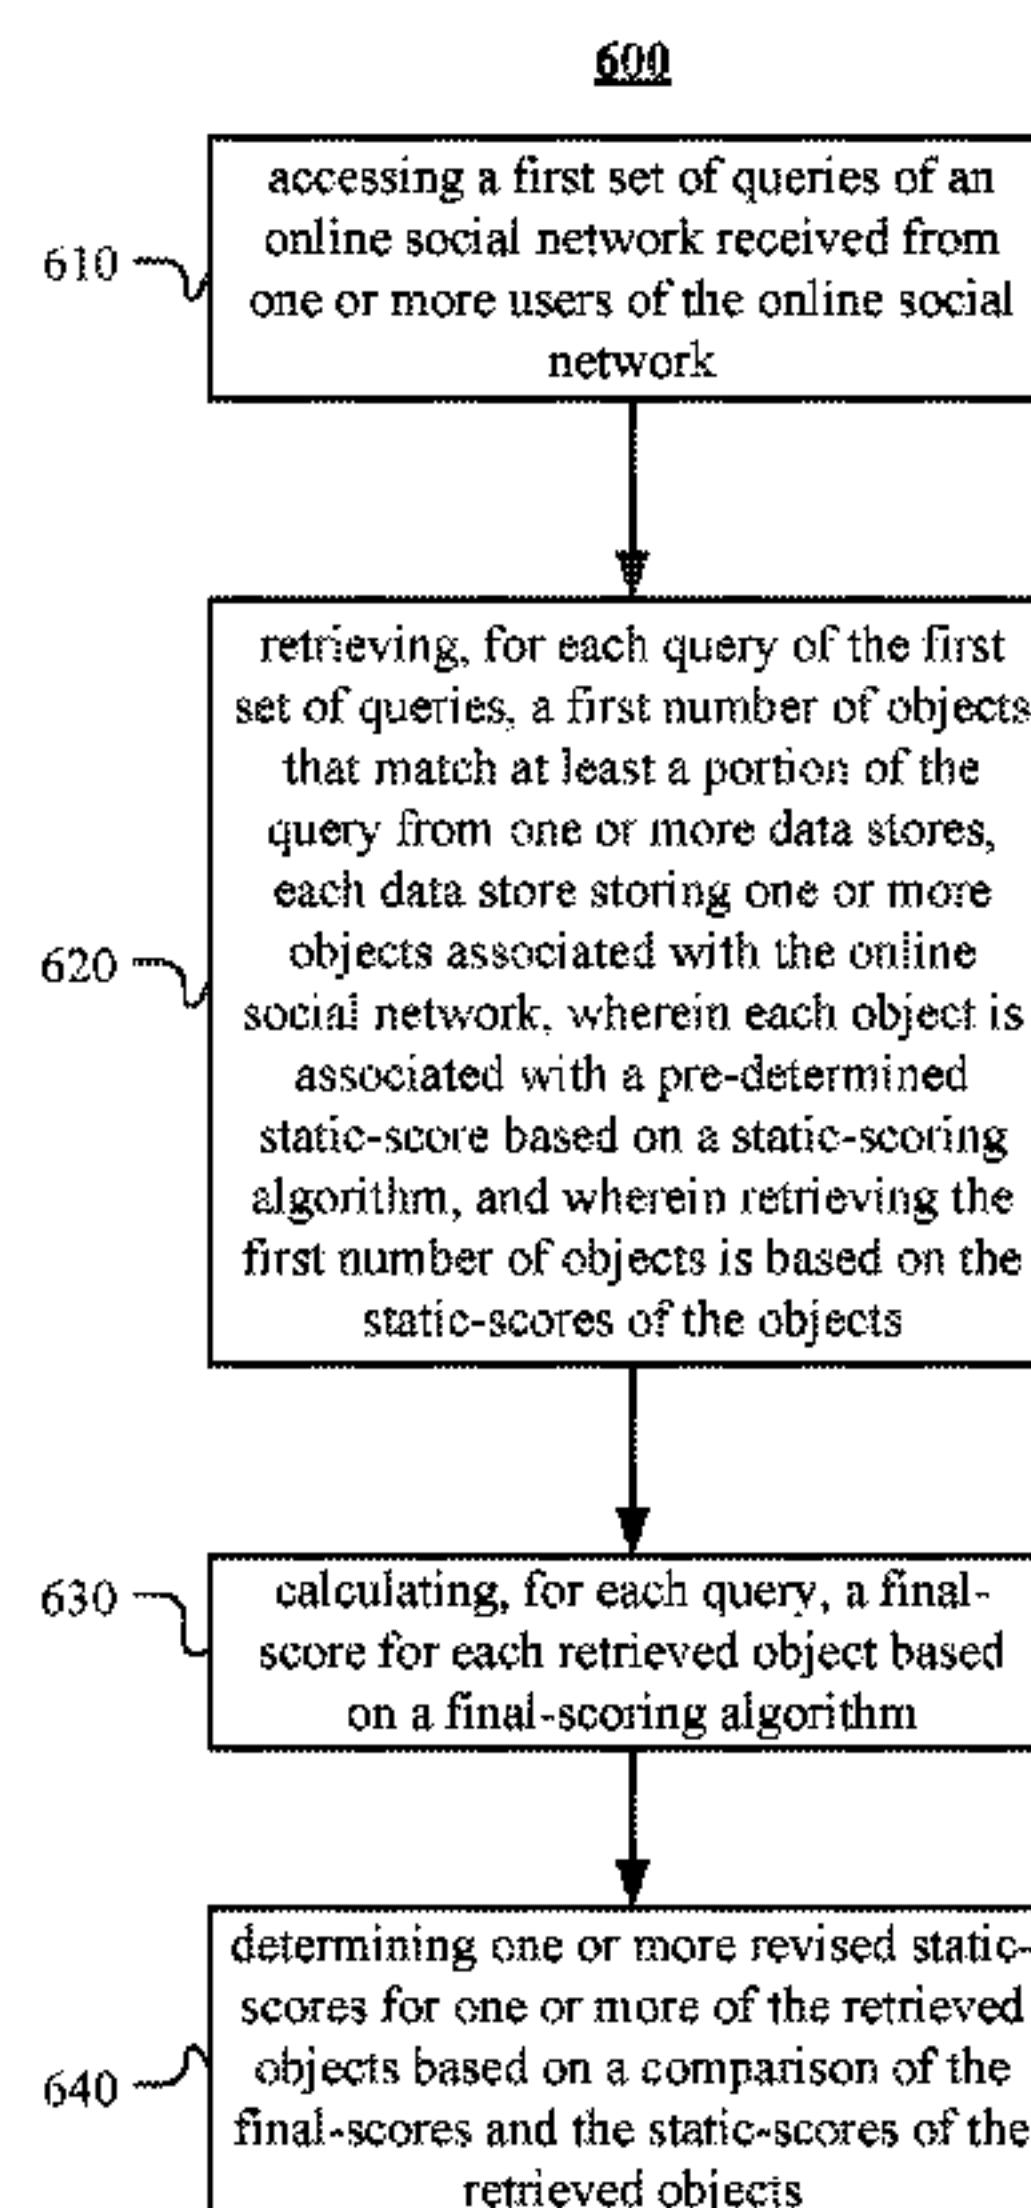 600
accessing a first set of queries of an
online social network received from
one or more users of the online social
network
610
retrieving, for each query of the first
set of queries, a first number of objects
that match at least a portion of the
query from one or more data stores,
each data store storing one or more
objects associated with the online
social network, wherein each object is
associated with a pre-determined
static-score based on a static-scoring
algorithm, and wherein retrieving the
first number of objects is based on the
static-scores of the objects
620
calculating, for each query, a final-
score for each retrieved object based
on a final-scoring algorithm
630
determining one or more revised static-
scores for one or more of the retrieved
objects based on a comparison of the
final-scores and the static-scores of the
retrieved objects
640